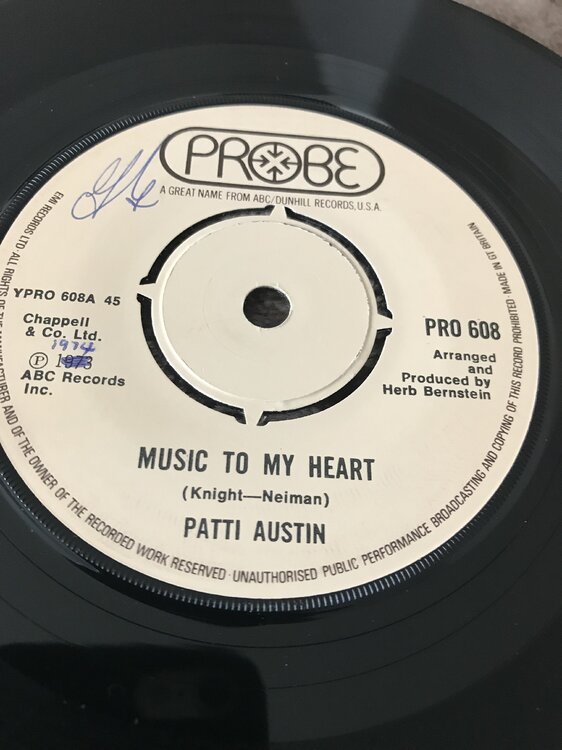 PROBE
A GREAT NAME FROM ABC/DUNHILL RECORDS, U.S.A.
YPRO 608A 45
Chappell
& Co. Ltd.
1974
Ⓟ 1973
ABC Records
Inc.
PRO 608
Arranged
and
Produced by
Herb Bernstein
MUSIC TO MY HEART
(Knight—Neiman)
PATTI AUSTIN
EMI RECORDS LTD. ALL RIGHTS OF THE MANUFACTURER AND OF THE OWNER OF THE RECORDED WORK RESERVED · UNAUTHORISED PUBLIC PERFORMANCE BROADCASTING AND COPYING OF THIS RECORD PROHIBITED · MADE IN GT BRITAIN